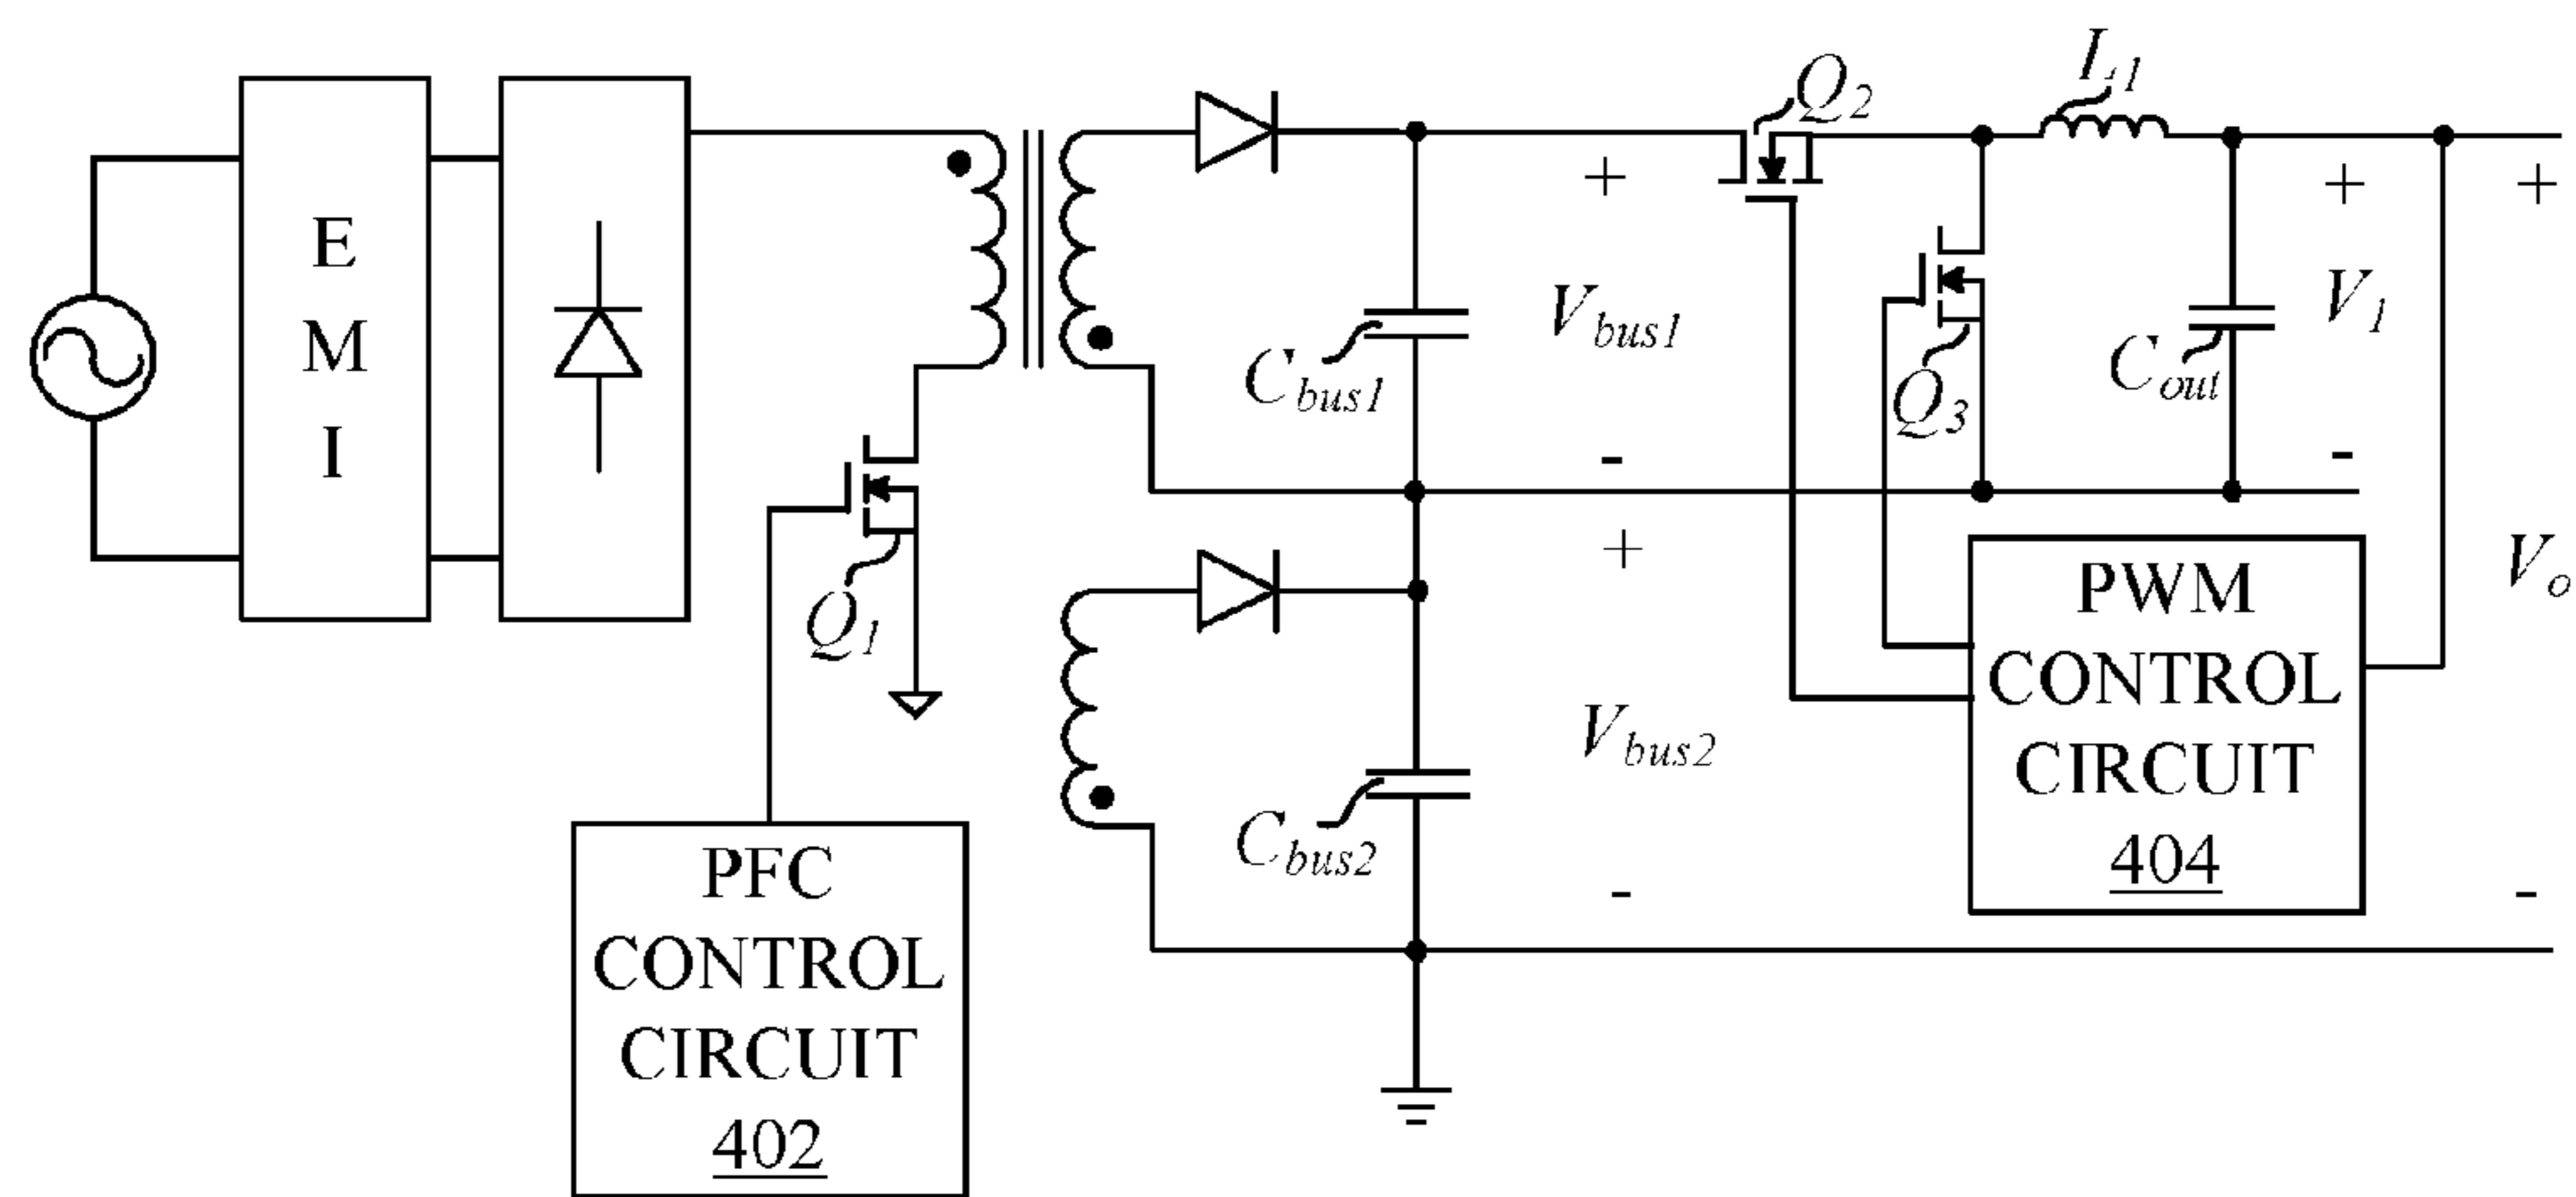 E
M
I
Q1
PFC
CONTROL
CIRCUIT
402
Cbus1
+
Vbus1
-
Cbus2
+
Vbus2
-
Q2
L1
Q3
Cout
+
V1
-
PWM
CONTROL
CIRCUIT
404
+
Vo
-